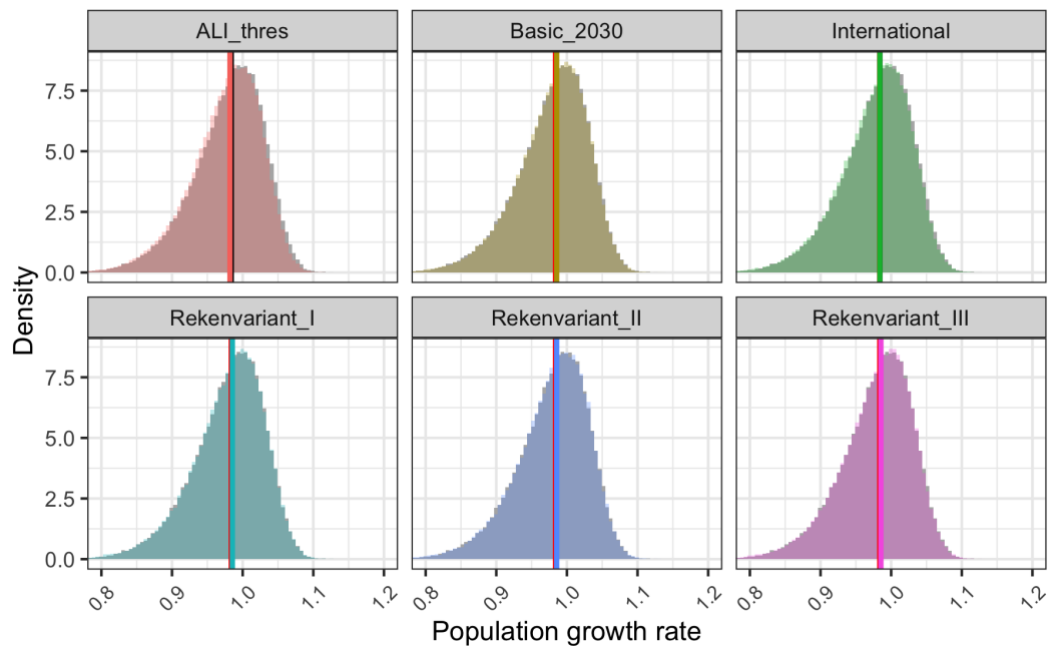 ALI_thres Basic_2030 International
7.5
5.0
2.5
0.0
Density
Rekenvariant_I Rekenvariant_II Rekenvariant_III
7.5
5.0
2.5
0.0
0.8 0.9 1.0 1.1 1.2 0.8 0.9 1.0 1.1 1.2 0.8 0.9 1.0 1.1 1.2
Population growth rate